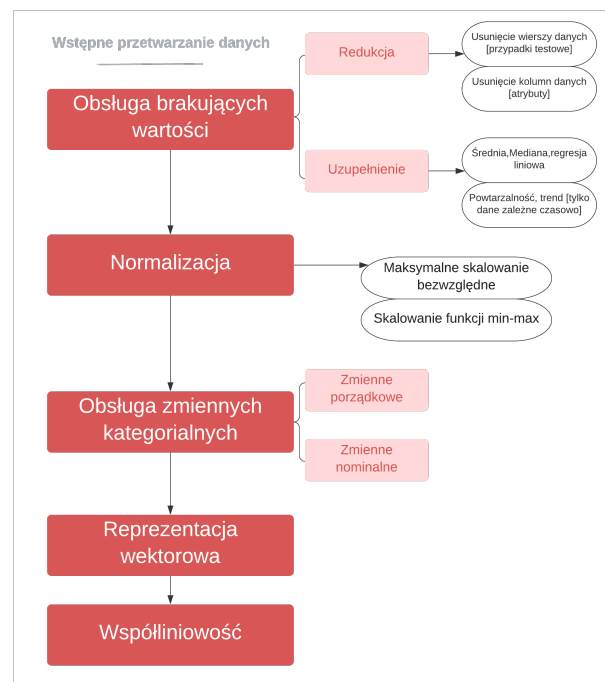 Wstępne przetwarzanie danych
Obsługa brakujących
wartości
Redukcja
Usunięcie wierszy danych
[przypadki testowe]
Usunięcie kolumn danych
[atrybuty]
Uzupełnienie
Średnia,Mediana,regresja
liniowa
Powtarzalność, trend [tylko
dane zależne czasowo]
Normalizacja
Maksymalne skalowanie
bezwzględne
Skalowanie funkcji min-max
Obsługa zmiennych
kategorialnych
Zmienne
porządkowe
Zmienne
nominalne
Reprezentacja
wektorowa
Współliniowość